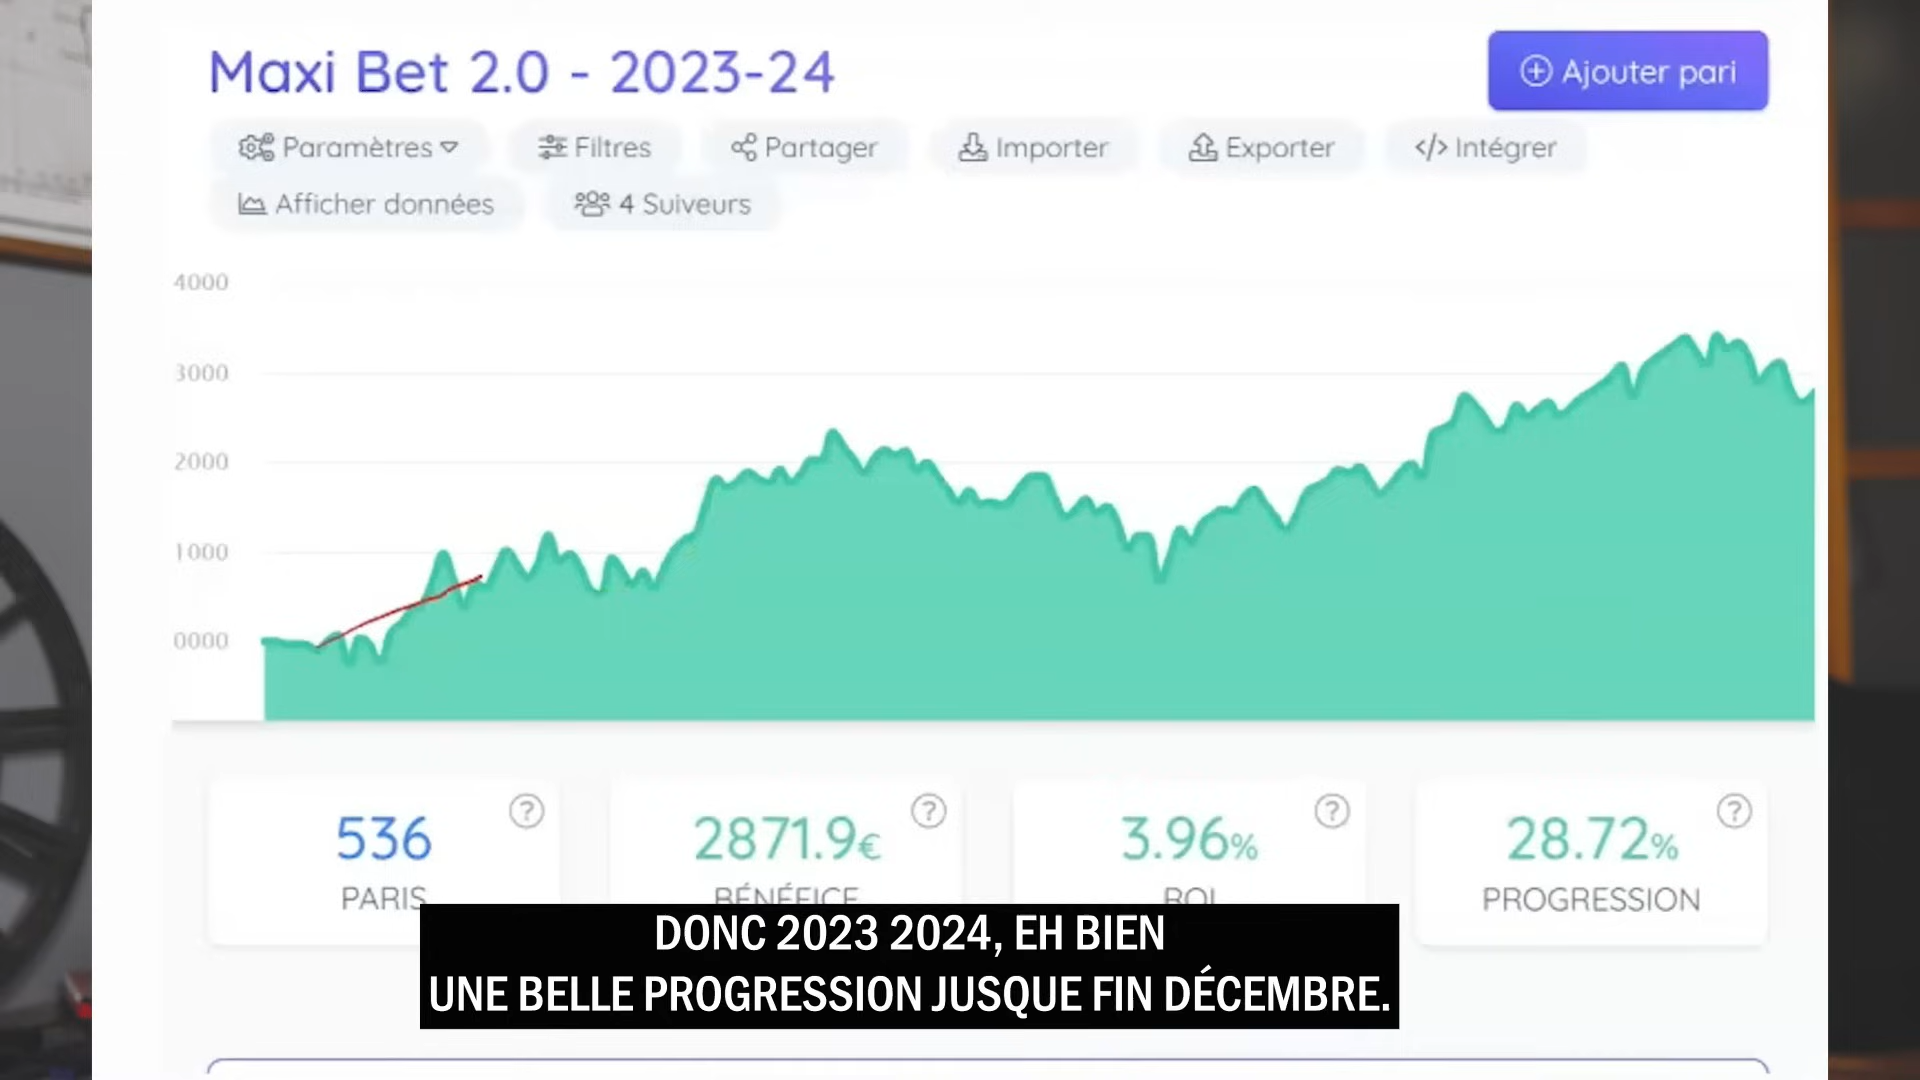 Maxi Bet 2.0 - 2023-24
Ajouter pari
Paramètres
Filtres
Partager
Importer
Exporter
</> Intégrer
Afficher données
4 Suiveurs
4000
3000
2000
1000
0000
536
PARIS
2871.9€
BÉNÉFICE
3.96%
ROI
28.72%
PROGRESSION
DONC 2023 2024, EH BIEN
UNE BELLE PROGRESSION JUSQUE FIN DÉCEMBRE.